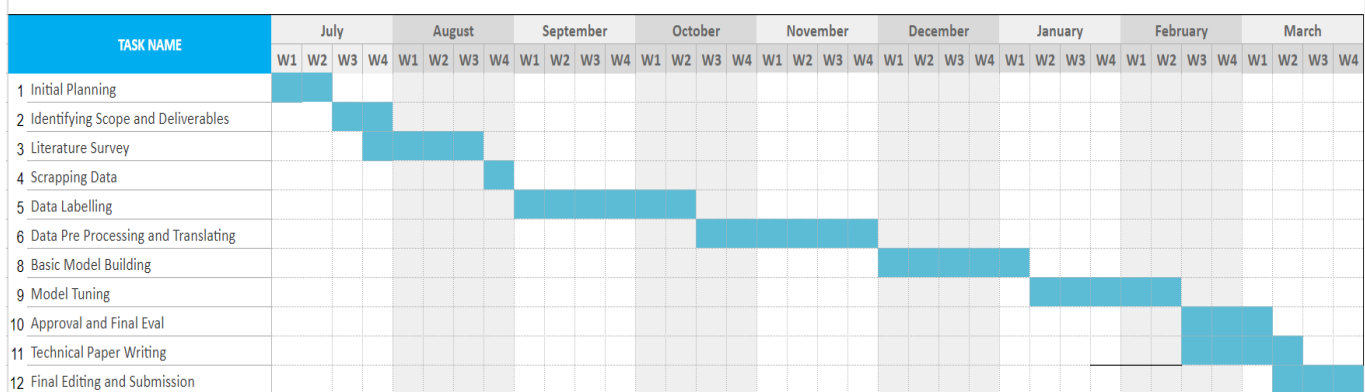 TASK NAME July August September October November December January February March
W1 W2 W3 W4 W1 W2 W3 W4 W1 W2 W3 W4 W1 W2 W3 W4 W1 W2 W3 W4 W1 W2 W3 W4 W1 W2 W3 W4 W1 W2 W3 W4 W1 W2 W3 W4
1 Initial Planning
2 Identifying Scope and Deliverables
3 Literature Survey
4 Scrapping Data
5 Data Labelling
6 Data Pre Processing and Translating
8 Basic Model Building
9 Model Tuning
10 Approval and Final Eval
11 Technical Paper Writing
12 Final Editing and Submission